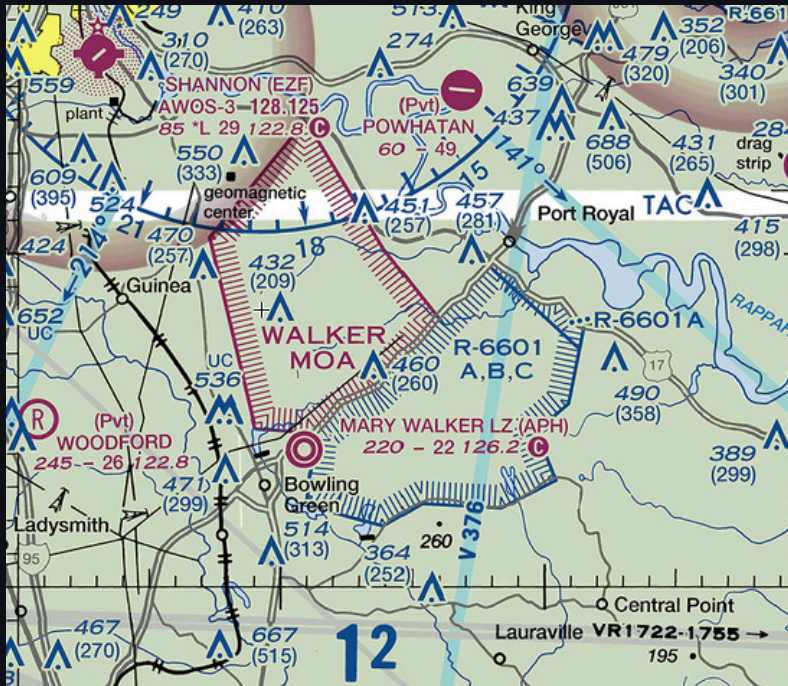 249
410
(263)
513
King
George
R-661
310
(270)
274
479
(320)
352
(206)
340
(301)
559
SHANNON (EZF)
AWOS-3 128.125
85 *L 29 122.8 C
plant
(Pvt)
POWHATAN
60 - 49
639
437
688
(506)
431
(265)
drag
strip
284
609
(395)
550
(333)
geomagnetic
center
15
141°
524
21
470
(257)
18
451
(257)
457
(281)
Port Royal
TAC
415
(298)
424
214°
Guinea
432
(209)
RAPPAH
652
UC
WALKER
MOA
R-6601
A,B,C
R-6601A
17
UC
536
460
(260)
490
(358)
R
(Pvt)
WOODFORD
245 - 26 122.8
MARY WALKER LZ (APH)
220 - 22 126.2 C
389
(299)
471
(299)
Bowling
Green
Ladysmith
514
(313)
364
(252)
260
V 376
95
Central Point
467
(270)
667
(515)
12
Lauraville
VR1722-1755
195
8